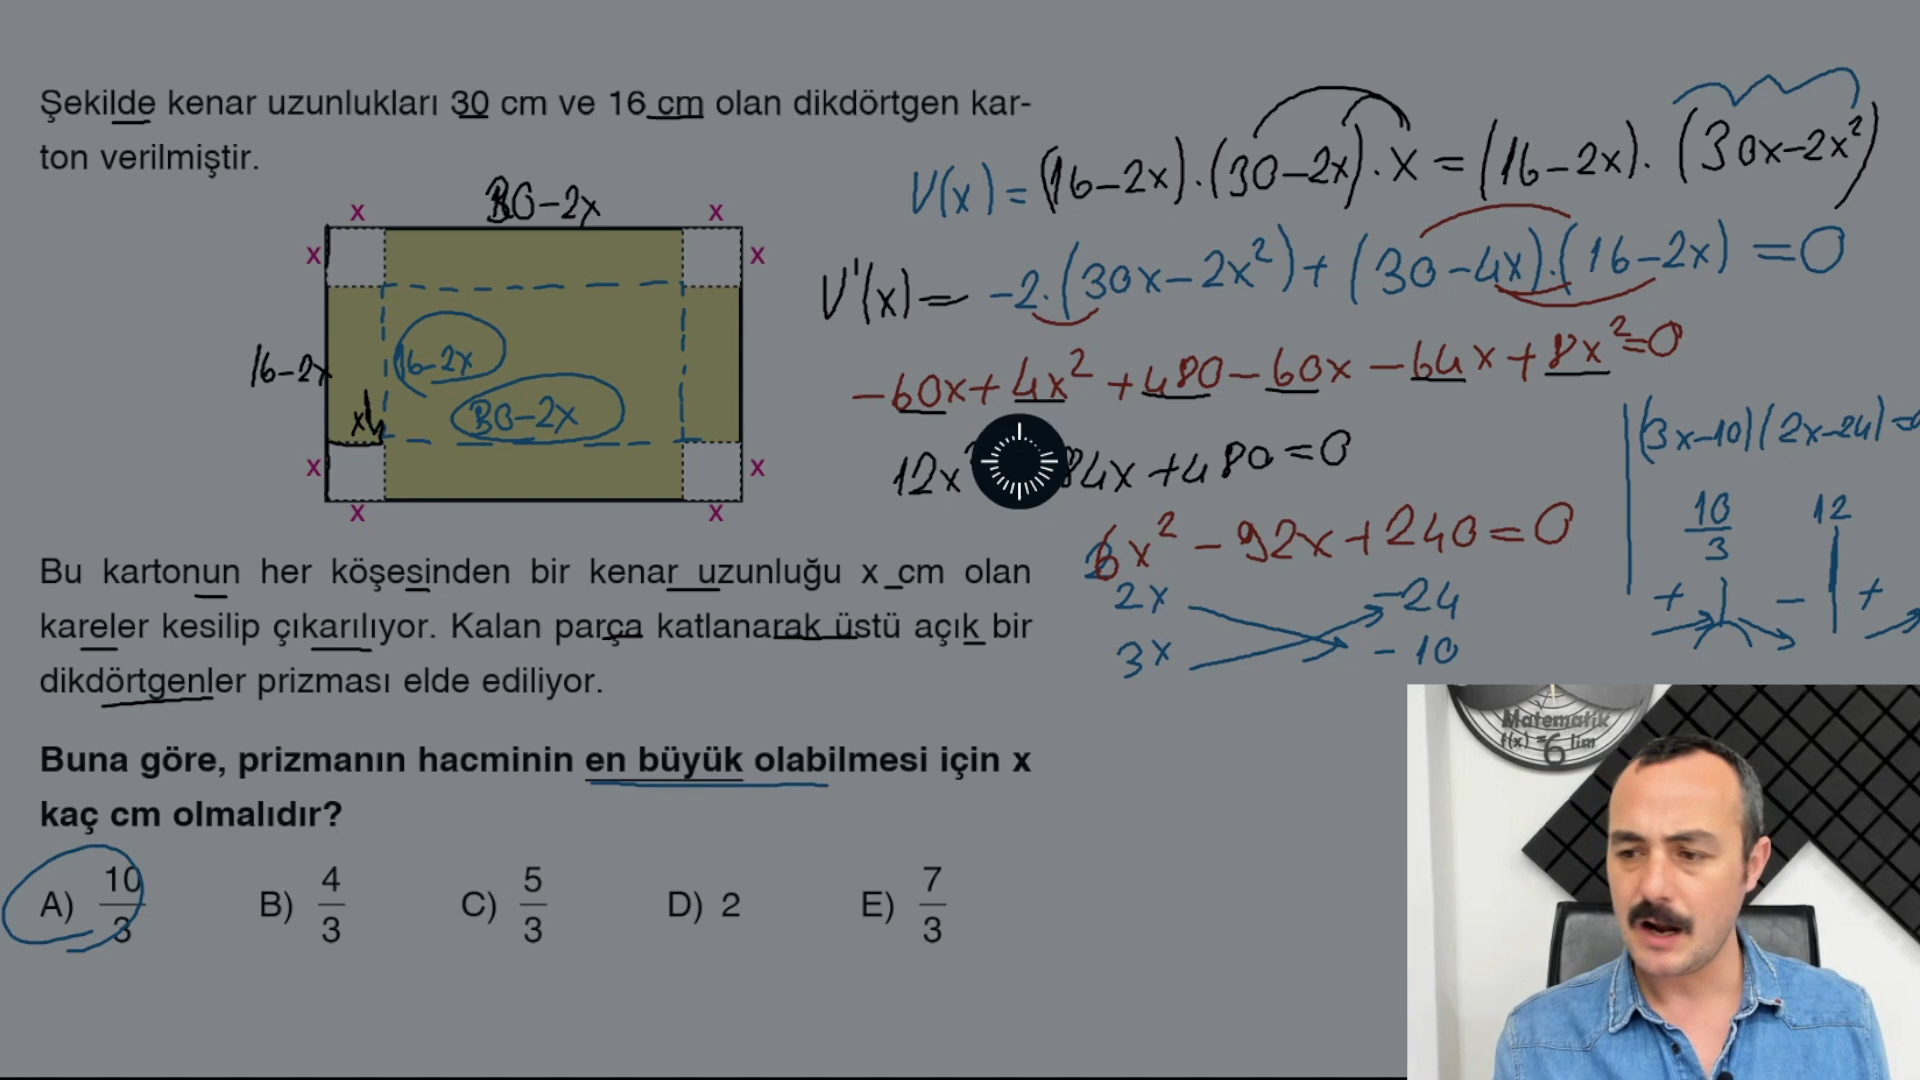 Şekilde kenar uzunlukları 30 cm ve 16 cm olan dikdörtgen kar-
ton verilmiştir.
30-2x
x x
x x
16-2x
16-2x
x
30-2x
x x
x x
Bu kartonun her köşesinden bir kenar uzunluğu x cm olan
kareler kesilip çıkarılıyor. Kalan parça katlanarak üstü açık bir
dikdörtgenler prizması elde ediliyor.
Buna göre, prizmanın hacminin en büyük olabilmesi için x
kaç cm olmalıdır?
A) 10/3 B) 4/3 C) 5/3 D) 2 E) 7/3
V(x) = (16-2x).(30-2x).x = (16-2x).(30x-2x²)
V'(x) = -2.(30x-2x²)+(30-4x).(16-2x) =0
-60x+4x²+480-60x-64x+8x²=0
84x+480=0
x²-92x+240=0
2x -24
3x -10
(3x-10)(2x-24)=
10/3 12
+ - +
Matematik
f(x) = lim
6